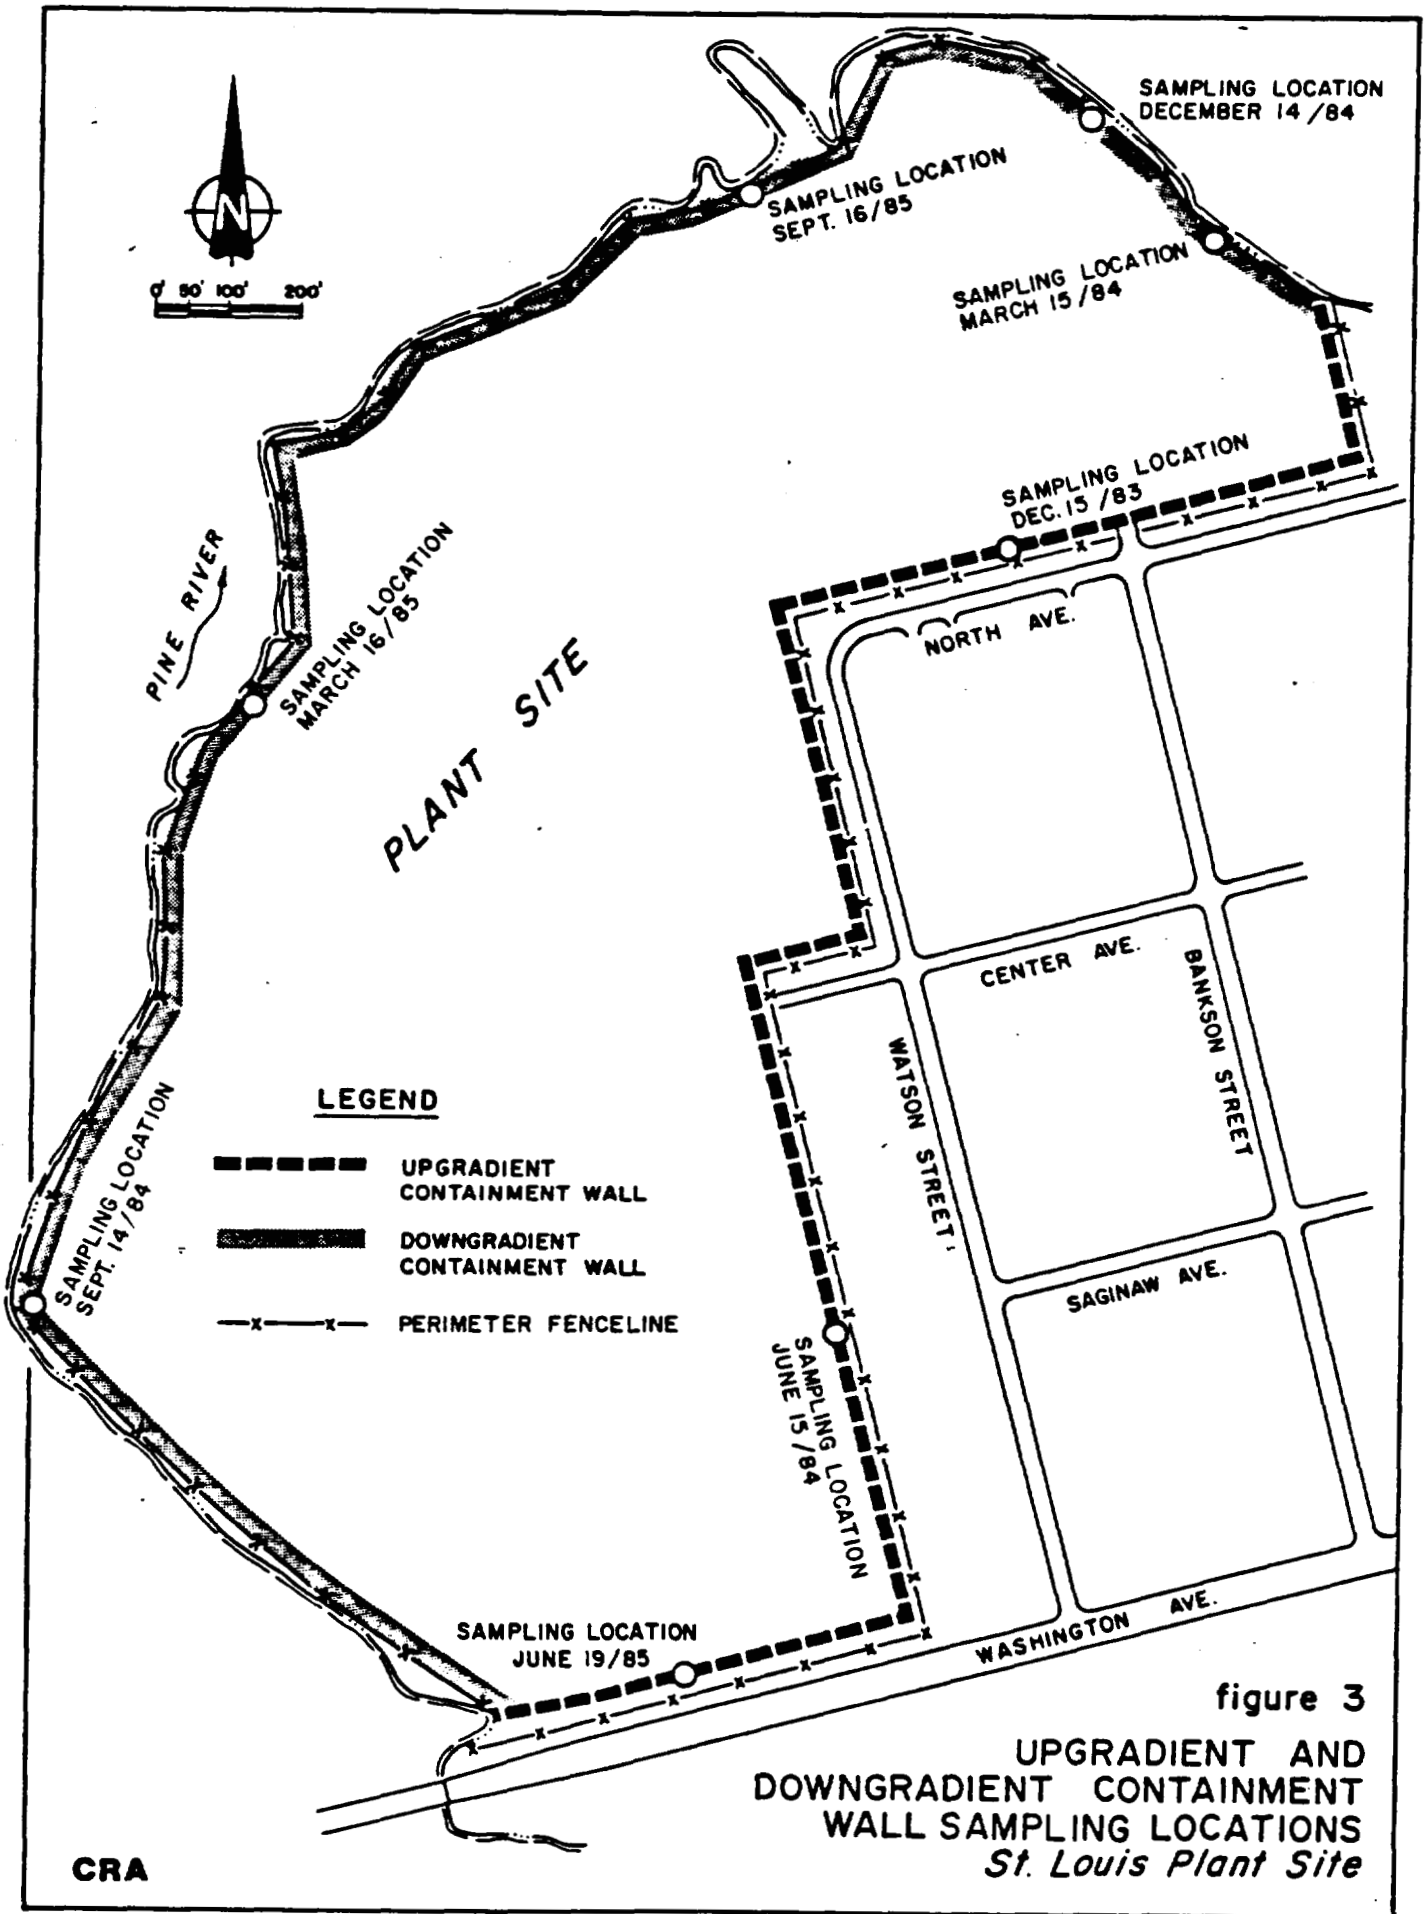 SAMPLING LOCATION
DECEMBER 14/84
SAMPLING LOCATION
SEPT. 16/85
N
0' 50' 100' 200'
SAMPLING LOCATION
MARCH 15/84
SAMPLING LOCATION
DEC. 15/83
PINE RIVER
SAMPLING LOCATION
MARCH 16/85
NORTH AVE.
PLANT SITE
CENTER AVE.
BANKSON STREET
WATSON STREET
LEGEND
UPGRADIENT
CONTAINMENT WALL
DOWNGRADIENT
CONTAINMENT WALL
x x PERIMETER FENCELINE
SAMPLING LOCATION
SEPT. 14/84
SAGINAW AVE.
SAMPLING LOCATION
JUNE 15/84
SAMPLING LOCATION
JUNE 19/85
WASHINGTON AVE.
figure 3
UPGRADIENT AND
DOWNGRADIENT CONTAINMENT
WALL SAMPLING LOCATIONS
St. Louis Plant Site
CRA